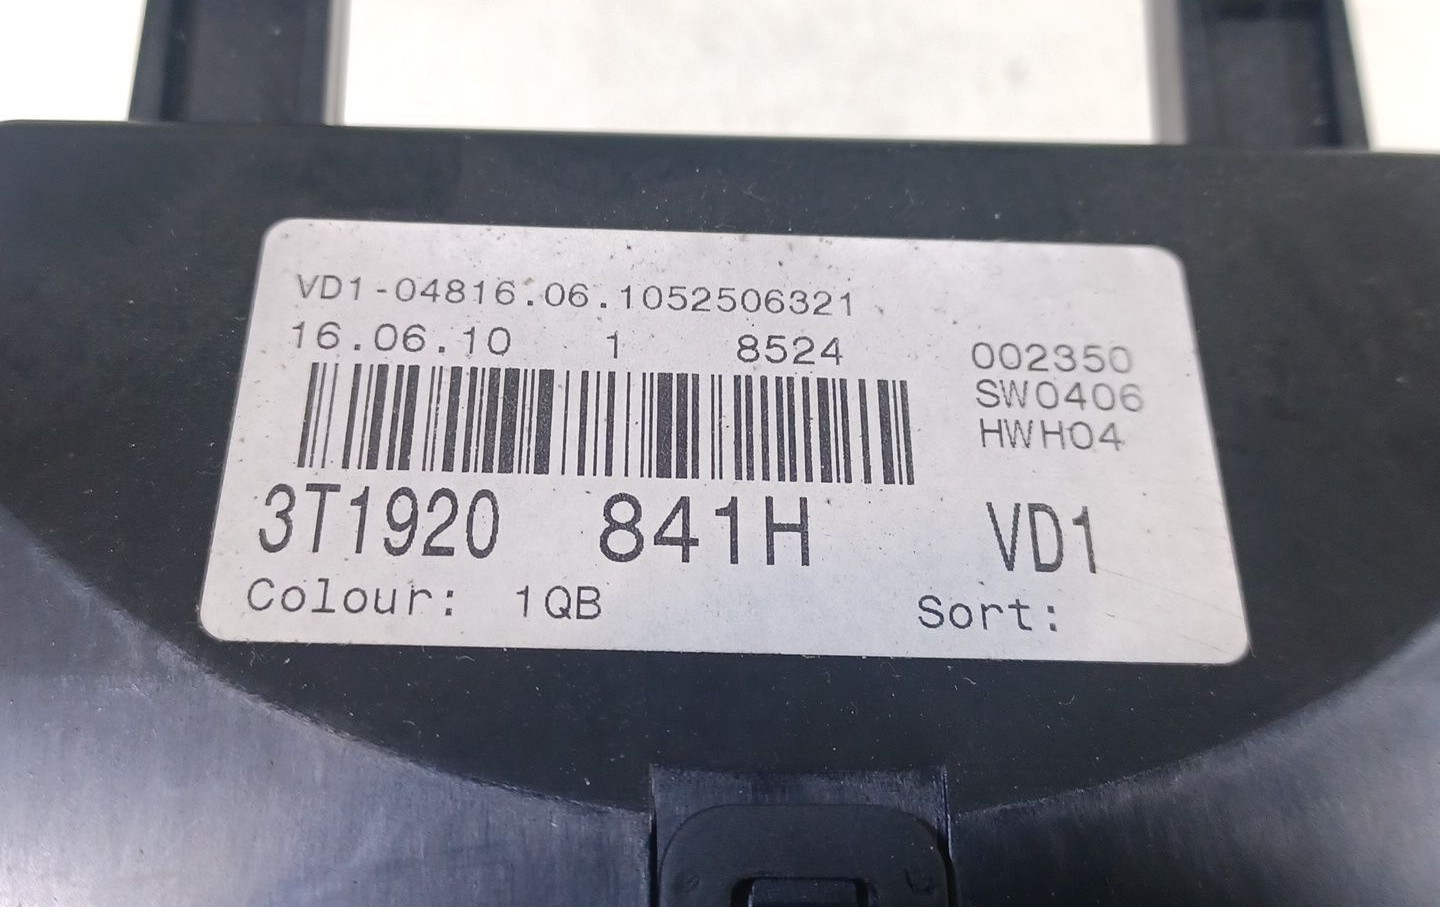 VD1-04816.06.1052506321
16.06.10 1 8524 002350
SW0406
HWH04
3T1920 841H VD1
Colour: 1QB Sort: